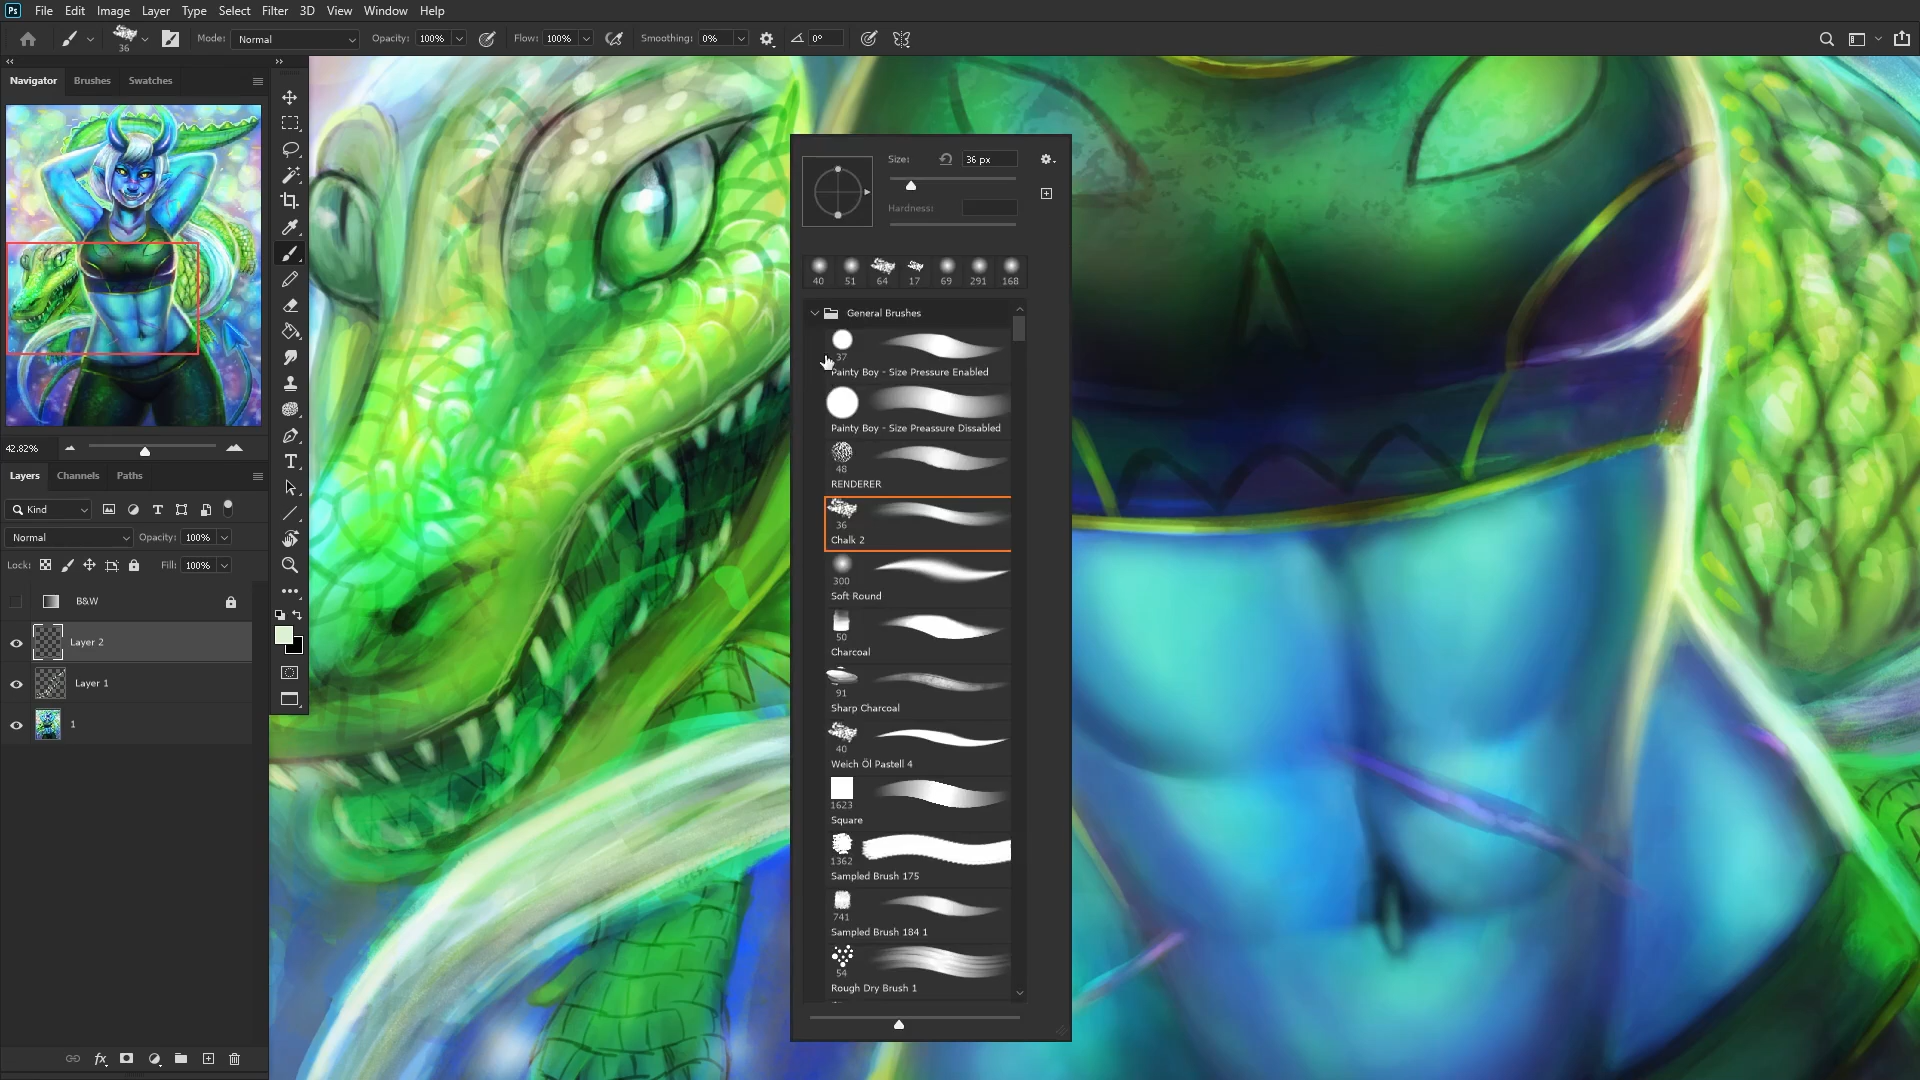 Ps File Edit Image Layer Type Select Filter 3D View Window Help
36 Mode: Normal Opacity: 100% Flow: 100% Smoothing: 0% 0°
Navigator Brushes Swatches
42.82%
Layers Channels Paths
Kind
Normal Opacity: 100%
Lock: Fill: 100%
B&W
Layer 2
Layer 1
1
fx
T
Size: 36 px
Hardness:
40 51 64 17 69 291 168
General Brushes
37
Painty Boy - Size Pressure Enabled
Painty Boy - Size Preassure Dissabled
48
RENDERER
36
Chalk 2
300
Soft Round
50
Charcoal
91
Sharp Charcoal
40
Weich Öl Pastell 4
1623
Square
1362
Sampled Brush 175
741
Sampled Brush 184 1
54
Rough Dry Brush 1